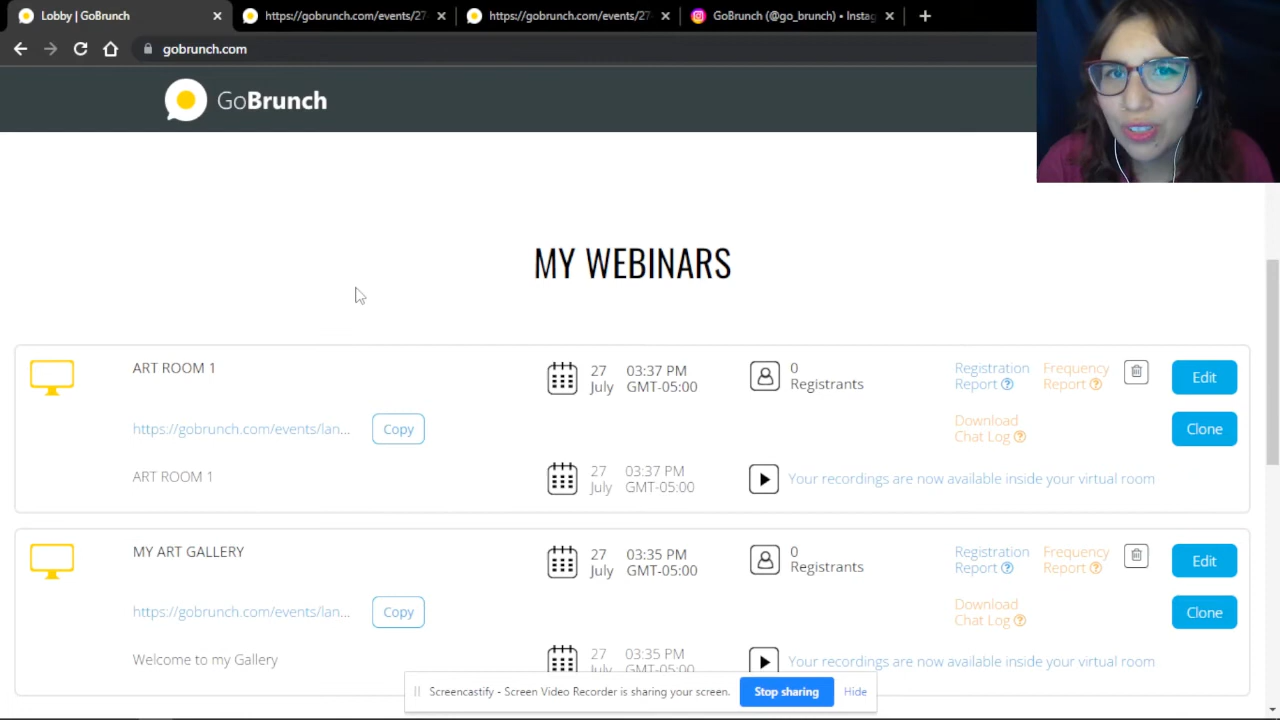 Lobby | GoBrunch
https://gobrunch.com/events/27
https://gobrunch.com/events/27
GoBrunch (@go_brunch) • Instag
gobrunch.com
GoBrunch
MY WEBINARS
ART ROOM 1
27 July
03:37 PM GMT-05:00
0 Registrants
Registration Report ?
Frequency Report ?
Edit
https://gobrunch.com/events/lan...
Copy
Download Chat Log ?
Clone
ART ROOM 1
27 July
03:37 PM GMT-05:00
Your recordings are now available inside your virtual room
MY ART GALLERY
27 July
03:35 PM GMT-05:00
0 Registrants
Registration Report ?
Frequency Report ?
Edit
https://gobrunch.com/events/lan...
Copy
Download Chat Log ?
Clone
Welcome to my Gallery
27 July
03:35 PM GMT-05:00
Your recordings are now available inside your virtual room
Screencastify - Screen Video Recorder is sharing your screen.
Stop sharing
Hide